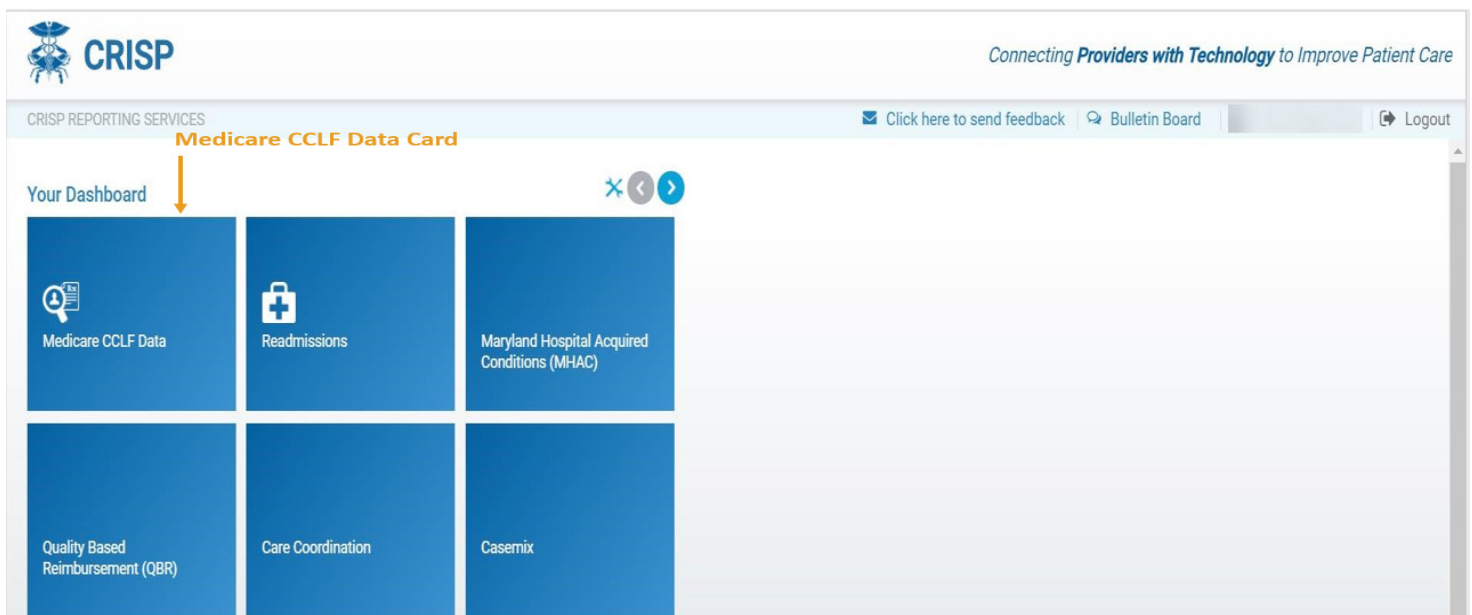 CRISP
Connecting Providers with Technology to Improve Patient Care
CRISP REPORTING SERVICES
Click here to send feedback
Bulletin Board
Logout
Medicare CCLF Data Card
Your Dashboard
Rx
Medicare CCLF Data
Readmissions
Maryland Hospital Acquired
Conditions (MHAC)
Quality Based
Reimbursement (QBR)
Care Coordination
Casemix